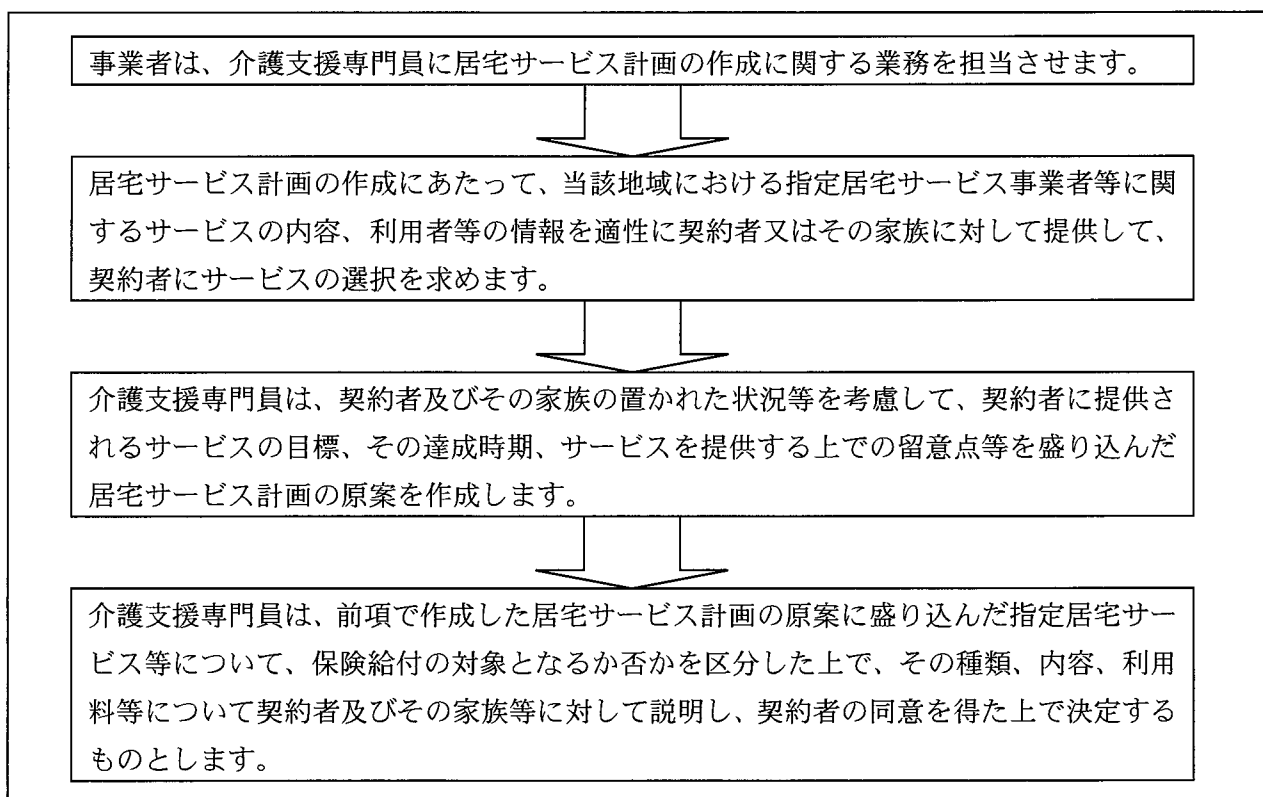 事業者は、介護支援専門員に居宅サービス計画の作成に関する業務を担当させます。
居宅サービス計画の作成にあたって、当該地域における指定居宅サービス事業者等に関
するサービスの内容、利用者等の情報を適性に契約者又はその家族に対して提供して、
契約者にサービスの選択を求めます。
介護支援専門員は、契約者及びその家族の置かれた状況等を考慮して、契約者に提供さ
れるサービスの目標、その達成時期、サービスを提供する上での留意点等を盛り込んだ
居宅サービス計画の原案を作成します。
介護支援専門員は、前項で作成した居宅サービス計画の原案に盛り込んだ指定居宅サー
ビス等について、保険給付の対象となるか否かを区分した上で、その種類、内容、利用
料等について契約者及びその家族等に対して説明し、契約者の同意を得た上で決定する
ものとします。